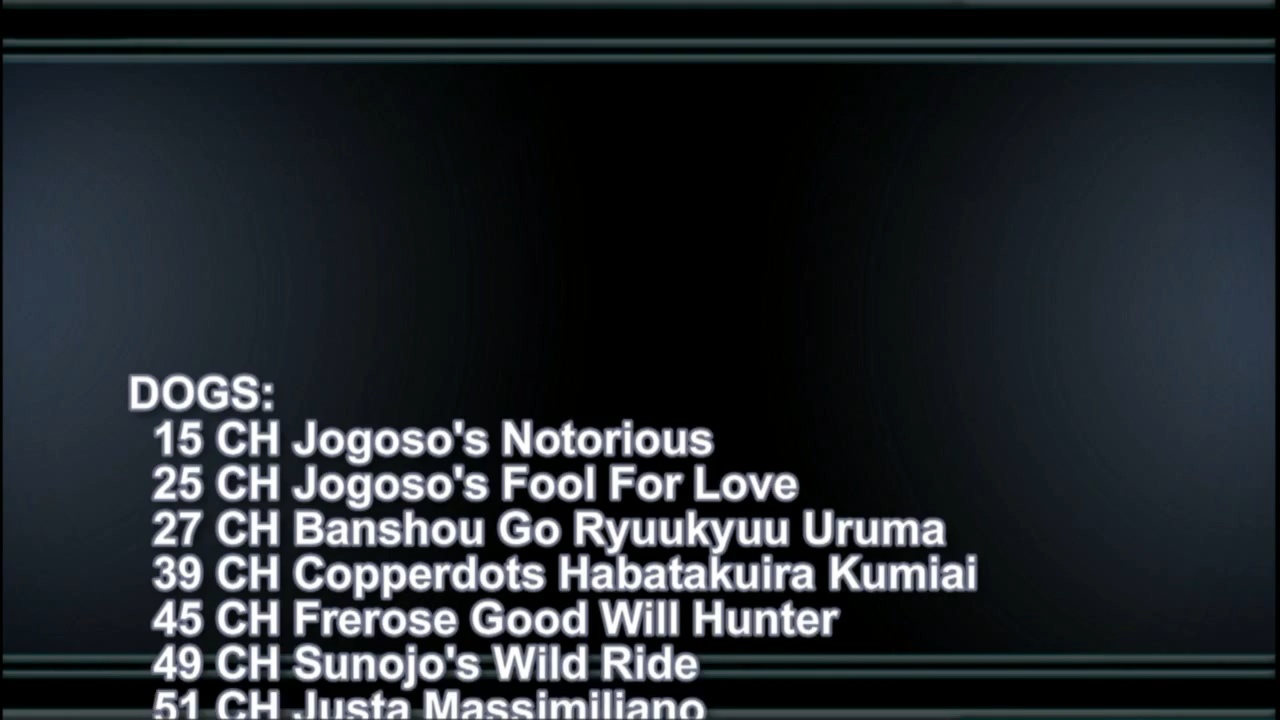 DOGS:
15 CH Jogoso's Notorious
25 CH Jogoso's Fool For Love
27 CH Banshou Go Ryuukyuu Uruma
39 CH Copperdots Habatakuira Kumiai
45 CH Frerose Good Will Hunter
49 CH Sunojo's Wild Ride
51 CH Justa Massimiliano